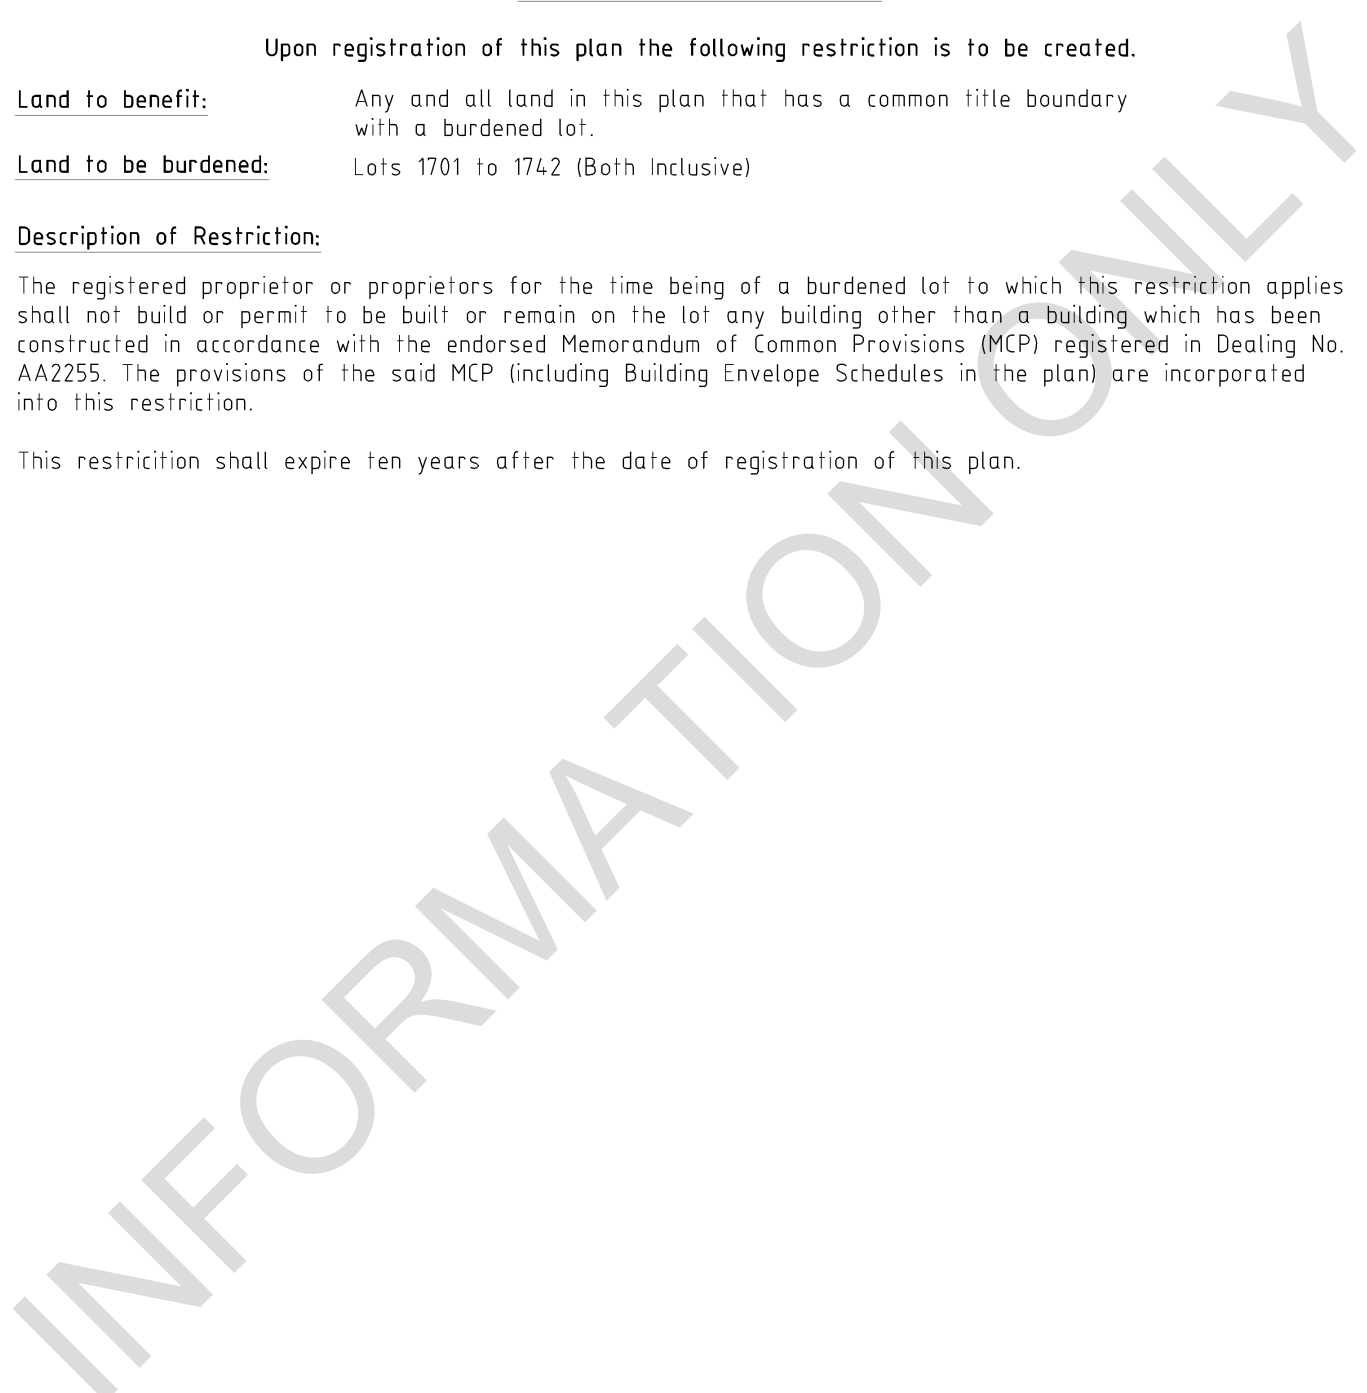 Upon registration of this plan the following restriction is to be created.
Land to benefit: Any and all land in this plan that has a common title boundary
with a burdened lot.
Land to be burdened: Lots 1701 to 1742 (Both Inclusive)
Description of Restriction:
The registered proprietor or proprietors for the time being of a burdened lot to which this restriction applies
shall not build or permit to be built or remain on the lot any building other than a building which has been
constructed in accordance with the endorsed Memorandum of Common Provisions (MCP) registered in Dealing No.
AA2255. The provisions of the said MCP (including Building Envelope Schedules in the plan) are incorporated
into this restriction.
This restricition shall expire ten years after the date of registration of this plan.
INFORMATION ONLY